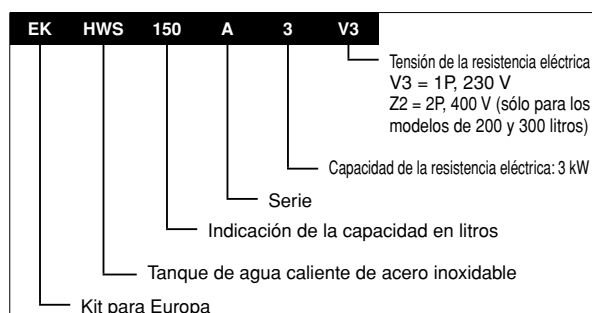 EK HWS 150 A 3 V3
Tensión de la resistencia eléctrica
V3 = 1P, 230 V
Z2 = 2P, 400 V (sólo para los
modelos de 200 y 300 litros)
Capacidad de la resistencia eléctrica: 3 kW
Serie
Indicación de la capacidad en litros
Tanque de agua caliente de acero inoxidable
Kit para Europa